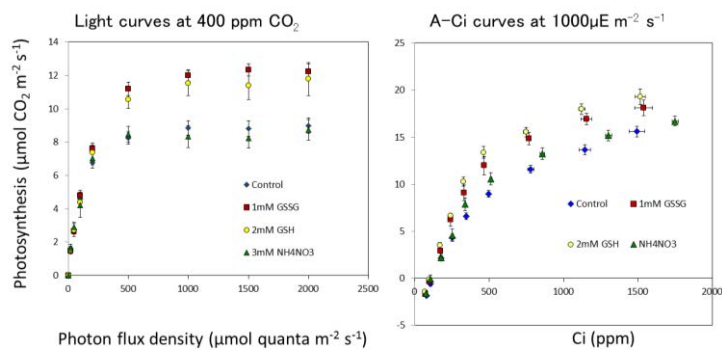 Light curves at 400 ppm CO₂
Photosynthesis (μmol CO₂ m⁻² s⁻¹)
14
12
10
8
6
4
2
0
0 500 1000 1500 2000 2500
Control
1mM GSSG
2mM GSH
3mM NH4NO3
Photon flux density (μmol quanta m⁻² s⁻¹)
A-Ci curves at 1000μE m⁻² s⁻¹
25
20
15
10
5
0
-5
0 500 1000 1500 2000
Control 1mM GSSG
2mM GSH NH4NO3
Ci (ppm)